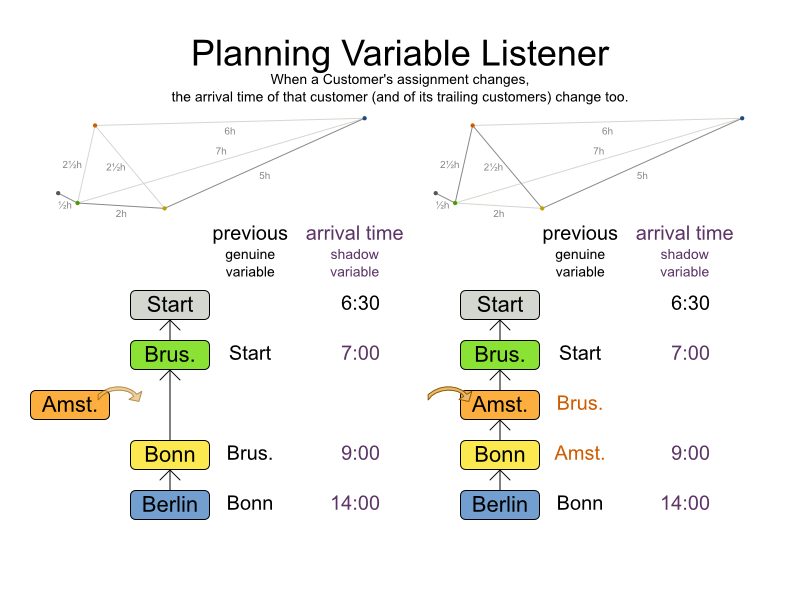 Planning Variable Listener
When a Customer's assignment changes,
the arrival time of that customer (and of its trailing customers) change too.
6h
7h
2½h
2½h
5h
½h
2h
6h
7h
2½h
2½h
5h
½h
2h
previous arrival time
genuine shadow
variable variable
previous arrival time
genuine shadow
variable variable
Start 6:30
Brus. Start 7:00
Amst.
Bonn Brus. 9:00
Berlin Bonn 14:00
Start 6:30
Brus. Start 7:00
Amst. Brus.
Bonn Amst. 9:00
Berlin Bonn 14:00